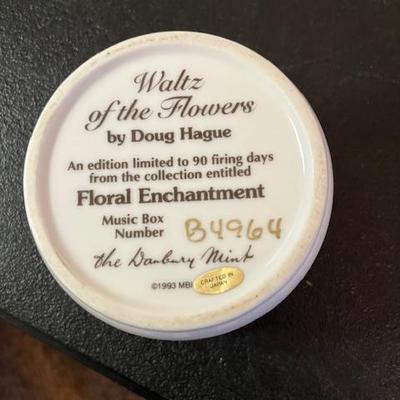 Waltz
of the Flowers
by Doug Hague
An edition limited to 90 firing days
from the collection entitled
Floral Enchantment
Music Box
Number B4964
the Danbury Mint
©1993 MBI
CRAFTED IN
JAPAN